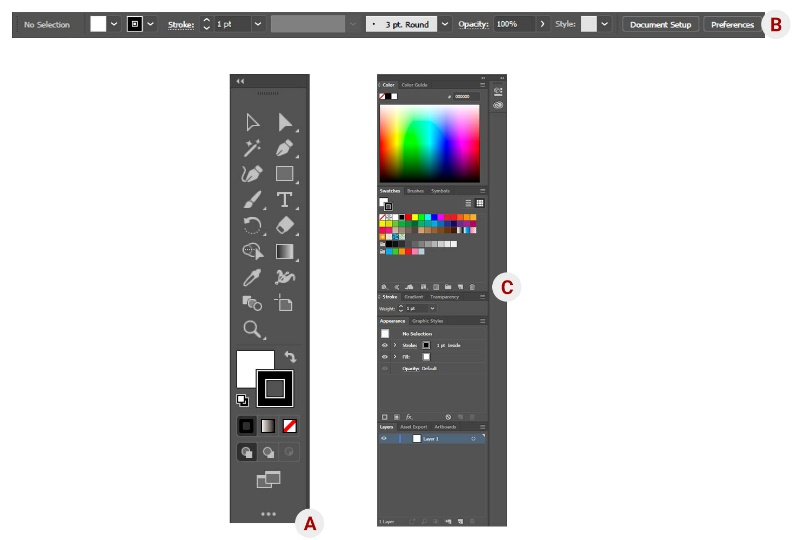 No Selection Stroke: 1 pt 3 pt. Round Opacity: 100% Style: Document Setup Preferences
B
T
A
Color Color Guide
# 000000
Swatches Brushes Symbols
C
Stroke Gradient Transparency
Weight: 1 pt
Appearance Graphic Styles
No Selection
Stroke: 1 pt Inside
Fill:
Opacity: Default
fx.
Layers Asset Export Artboards
Layer 1
1 Layer